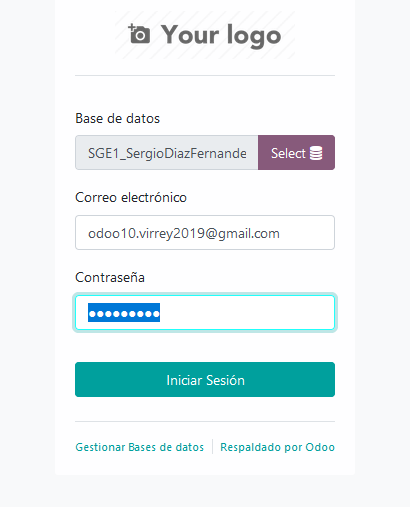 Your logo
Base de datos
SGE1_SergioDiazFernande
Select
Correo electrónico
odoo10.virrey2019@gmail.com
Contraseña
●●●●●●●●●
Iniciar Sesión
Gestionar Bases de datos
Respaldado por Odoo